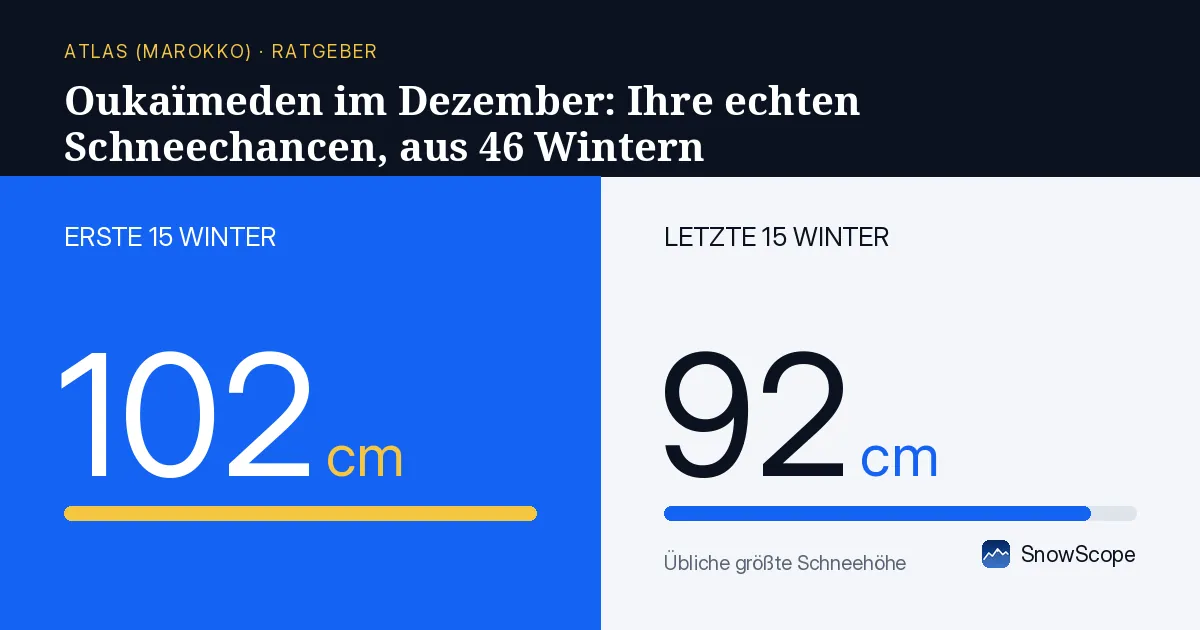 ATLAS (MAROKKO) · RATGEBER
Oukaïmeden im Dezember: Ihre echten
Schneechancen, aus 46 Wintern
ERSTE 15 WINTER
102 cm
LETZTE 15 WINTER
92 cm
Übliche größte Schneehöhe
SnowScope